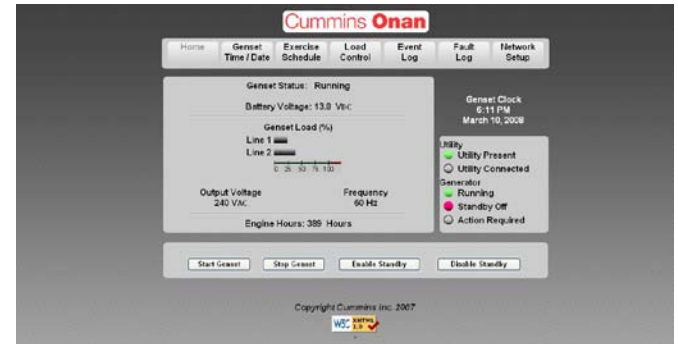 Cummins Onan
Home
Genset Time / Date
Exercise Schedule
Load Control
Event Log
Fault Log
Network Setup
Genset Status: Running
Battery Voltage: 13.8 VDC
Genset Load (%)
Line 1
Line 2
0 25 50 75 100
Output Voltage
240 VAC
Frequency
60 Hz
Engine Hours: 389 Hours
Genset Clock
6:11 PM
March 10, 2008
Utility
Utility Present
Utility Connected
Generator
Running
Standby Off
Action Required
Start Genset
Stop Genset
Enable Standby
Disable Standby
Copyright Cummins Inc. 2007
W3C XHTML 1.0